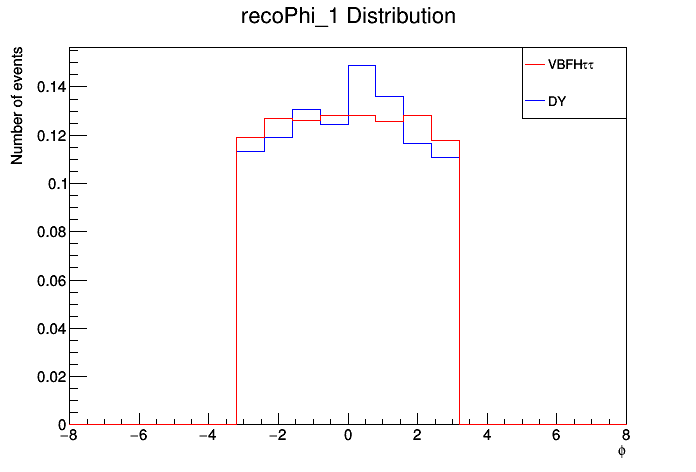 recoPhi_1 Distribution
Number of events
0.14
0.12
0.1
0.08
0.06
0.04
0.02
0
−8 −6 −4 −2 0 2 4 6 8
ϕ
VBFHττ
DY